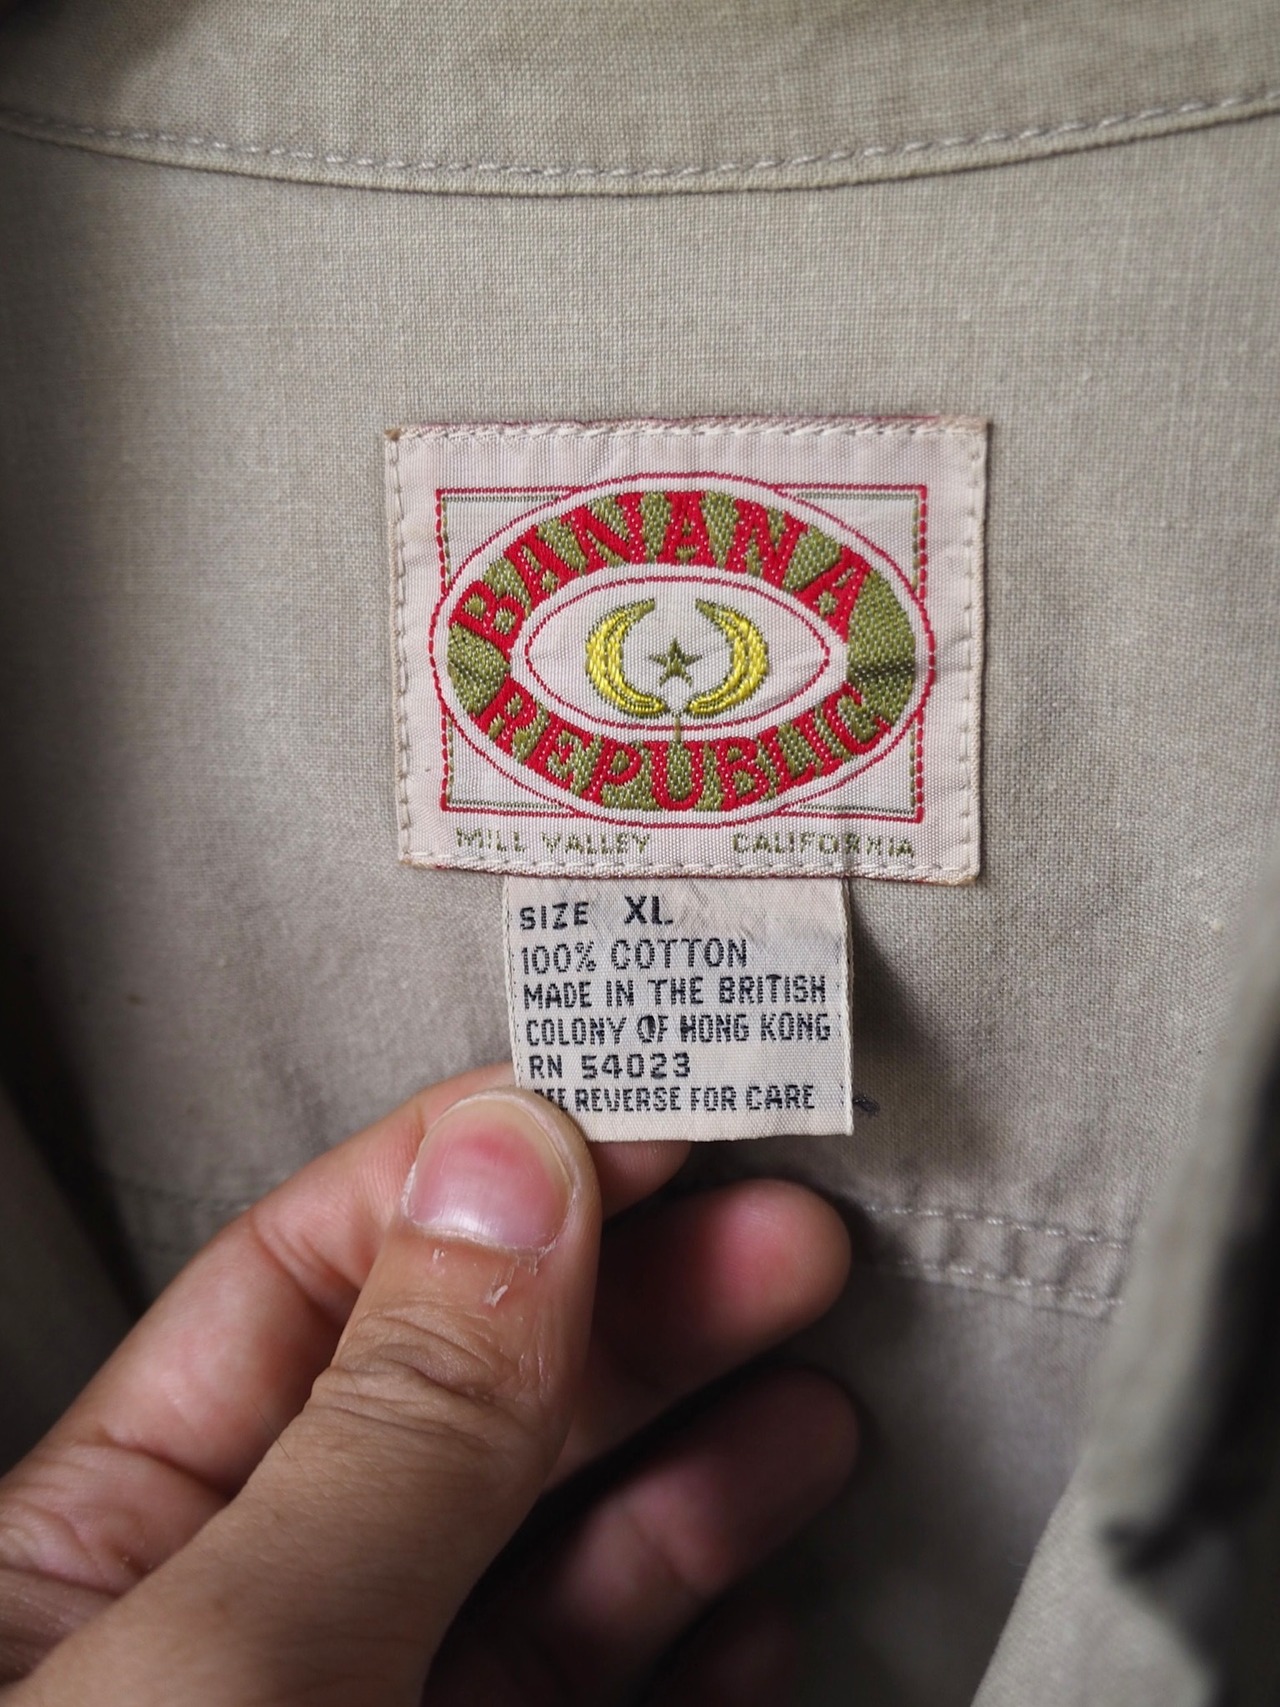 BANANA
REPUBLIC
MILL VALLEY CALIFORNIA
SIZE XL
100% COTTON
MADE IN THE BRITISH
COLONY OF HONG KONG
RN 54023
SEE REVERSE FOR CARE